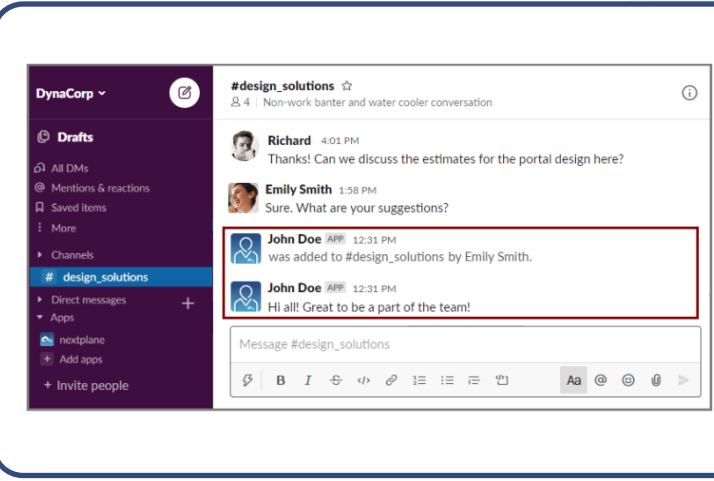 DynaCorp
Drafts
All DMs
@ Mentions & reactions
Saved items
More
Channels
# design_solutions
Direct messages +
Apps
nextplane
+ Add apps
+ Invite people
#design_solutions
4 | Non-work banter and water cooler conversation
Richard 4:01 PM
Thanks! Can we discuss the estimates for the portal design here?
Emily Smith 1:58 PM
Sure. What are your suggestions?
John Doe APP 12:31 PM
was added to #design_solutions by Emily Smith.
John Doe APP 12:31 PM
Hi all! Great to be a part of the team!
Message #design_solutions
B I S </> Aa @